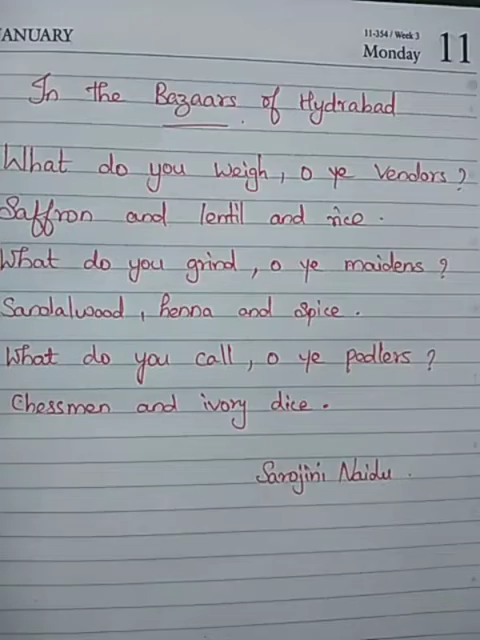 ANUARY
11-354 / Week 3
Monday 11
In the Bazaars of Hydrabad
What do you weigh, o ye vendors?
Saffron and lentil and rice.
What do you grind, o ye maidens?
Sandalwood, henna and spice.
What do you call, o ye pedlers?
Chessmen and ivory dice.
Sarojini Naidu.